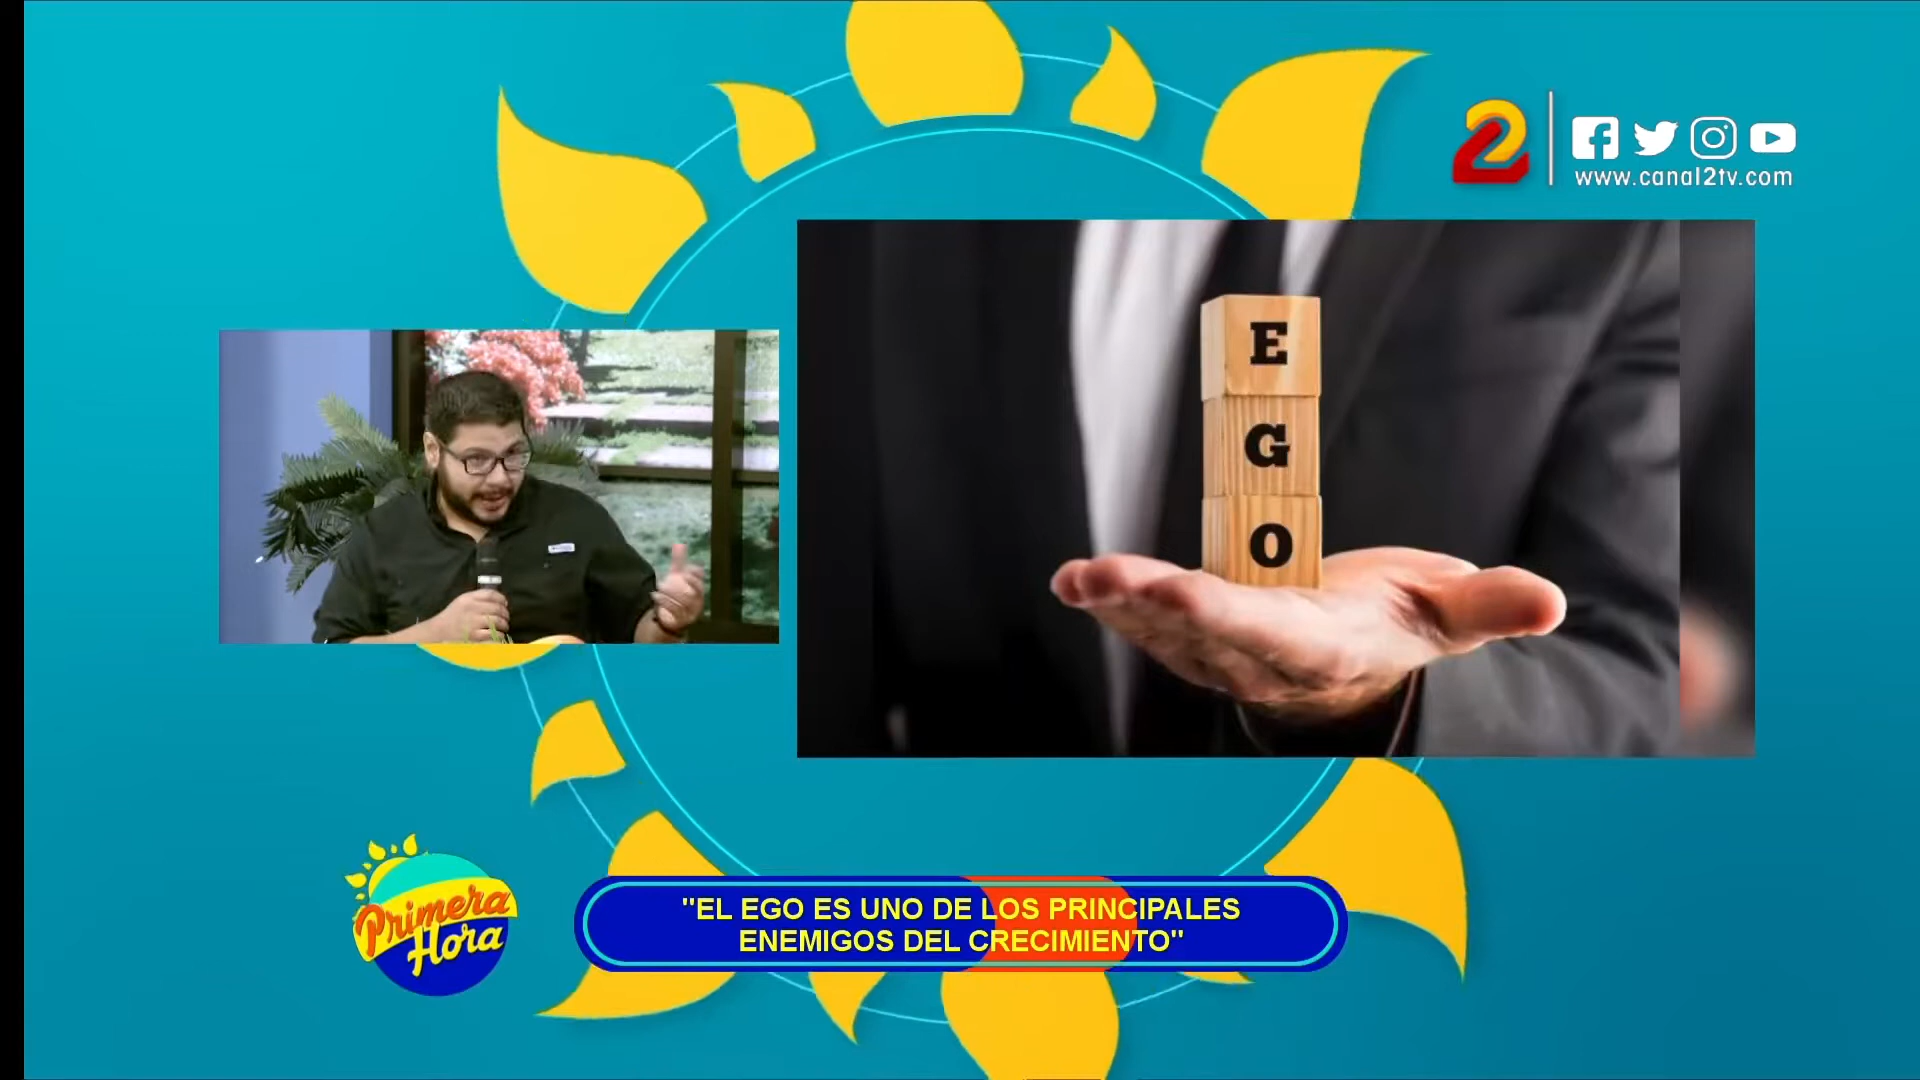 2
www.canal2tv.com
E
G
O
Primera
Hora
"EL EGO ES UNO DE LOS PRINCIPALES
ENEMIGOS DEL CRECIMIENTO"